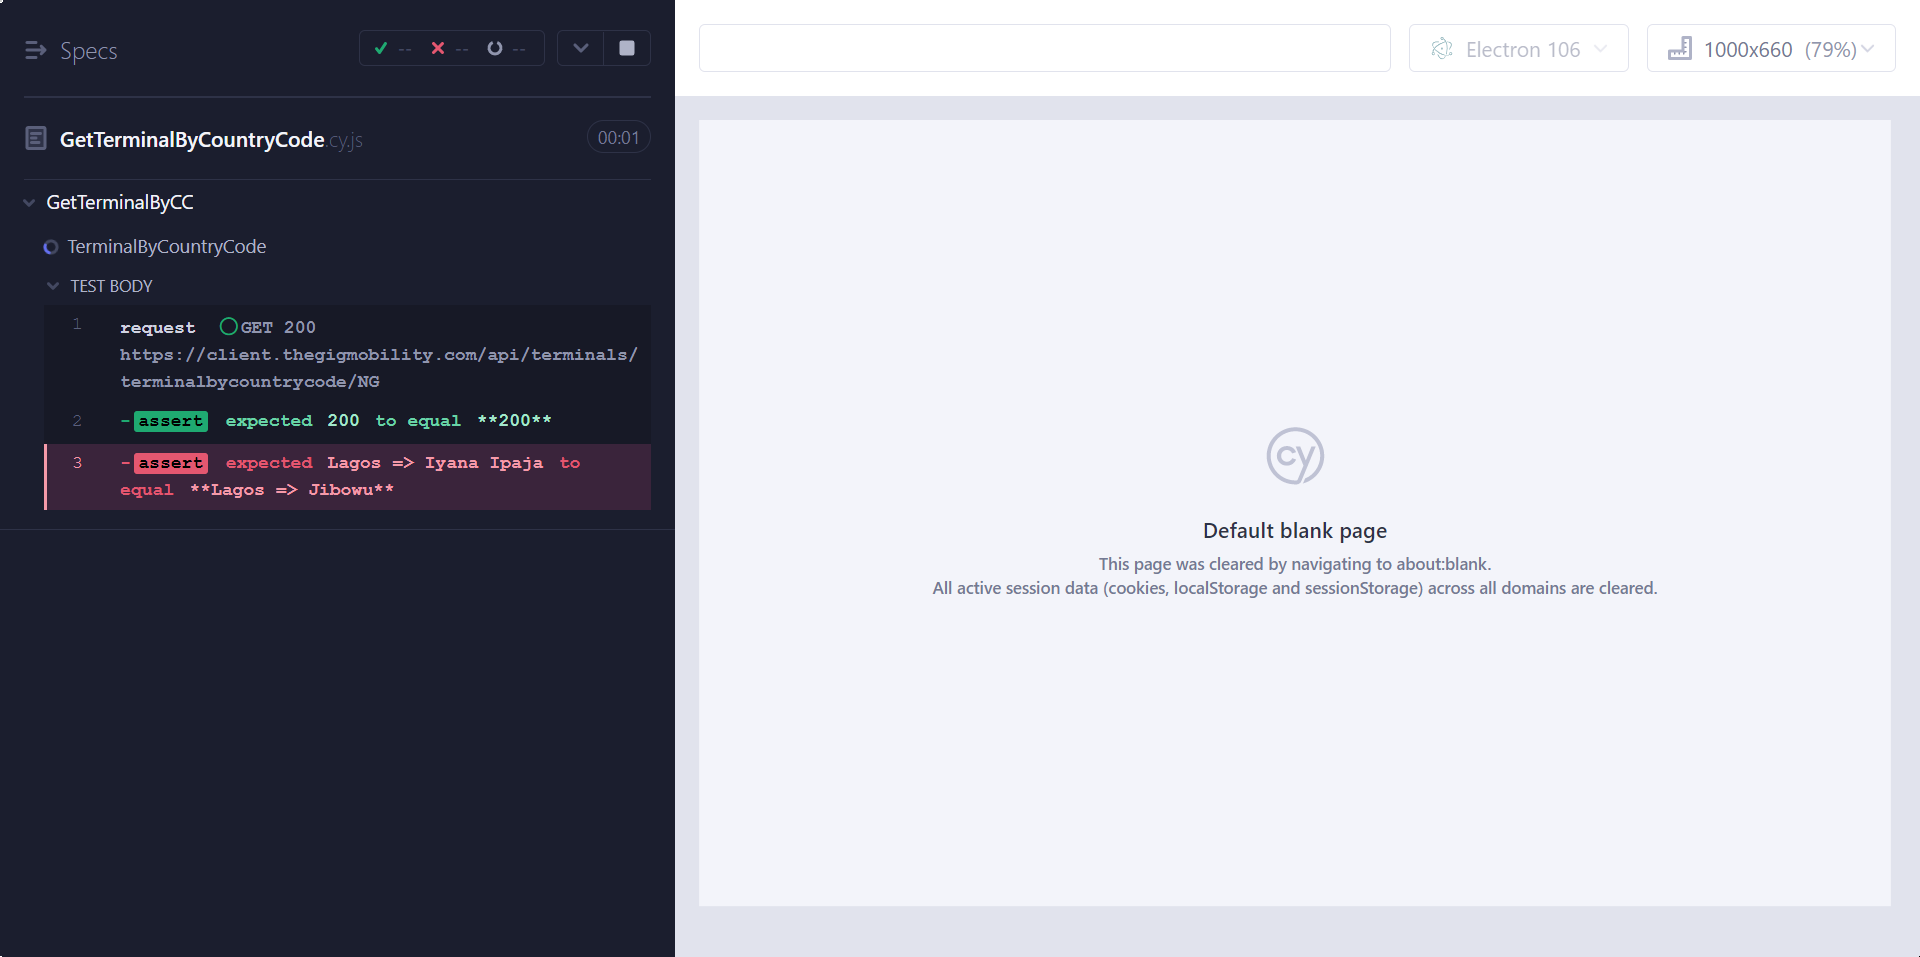 Specs
-- -- --
GetTerminalByCountryCode.cy.js
00:01
GetTerminalByCC
TerminalByCountryCode
TEST BODY
1 request GET 200
https://client.thegigmobility.com/api/terminals/
terminalbycountrycode/NG
2 -assert expected 200 to equal **200**
3 -assert expected Lagos => Iyana Ipaja to
equal **Lagos => Jibowu**
Electron 106
1000x660 (79%)
cy
Default blank page
This page was cleared by navigating to about:blank.
All active session data (cookies, localStorage and sessionStorage) across all domains are cleared.